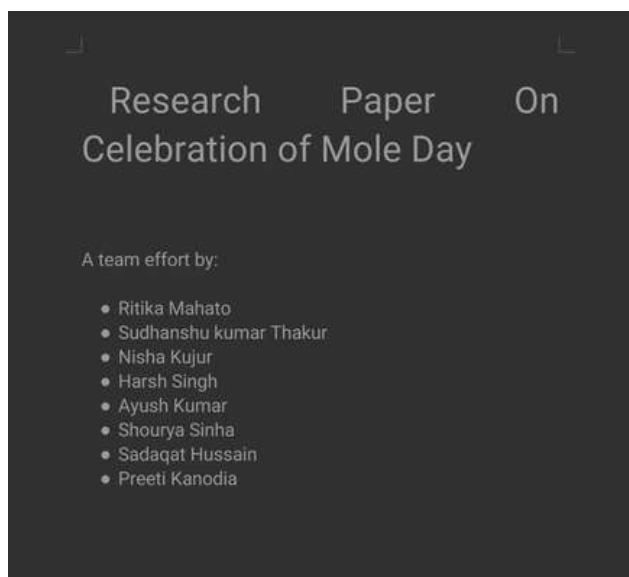 Research Paper On
Celebration of Mole Day
A team effort by:
● Ritika Mahato
● Sudhanshu kumar Thakur
● Nisha Kujur
● Harsh Singh
● Ayush Kumar
● Shourya Sinha
● Sadaqat Hussain
● Preeti Kanodia